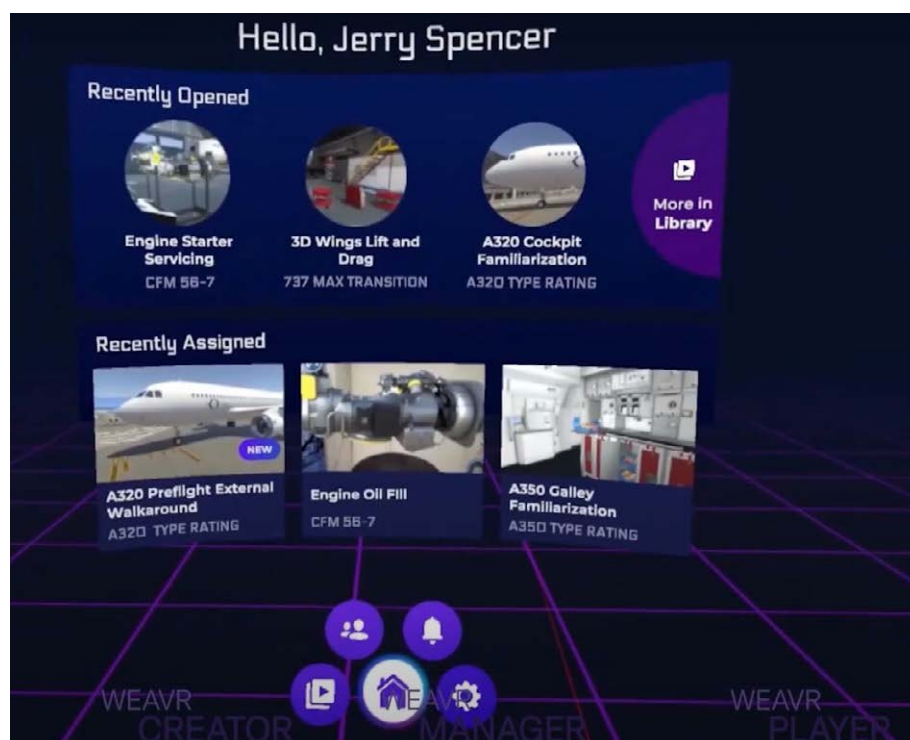 Hello, Jerry Spencer
Recently Opened
Engine Starter
Servicing
CFM 56-7
3D Wings Lift and
Drag
737 MAX TRANSITION
A320 Cockpit
Familiarization
A320 TYPE RATING
More in
Library
Recently Assigned
NEW
A320 Preflight External
Walkaround
A320 TYPE RATING
Engine Oil Fill
CFM 56-7
A350 Galley
Familiarization
A350 TYPE RATING
WEAVR
CREATOR
WEAVR
MANAGER
WEAVR
PLAYER